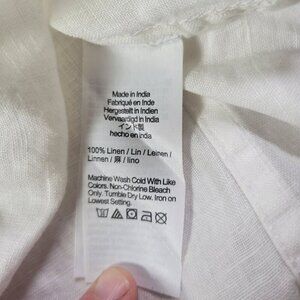 Made in India
Fabriqué en Inde
Hergestellt in Indien
Vervaardigd in India
インド製
hecho en India
100% Linen / Lin / Leinen /
Linnen / 麻 / lino
Machine Wash Cold With Like
Colors. Non-Chlorine Bleach
Only. Tumble Dry Low. Iron on
Lowest Setting.